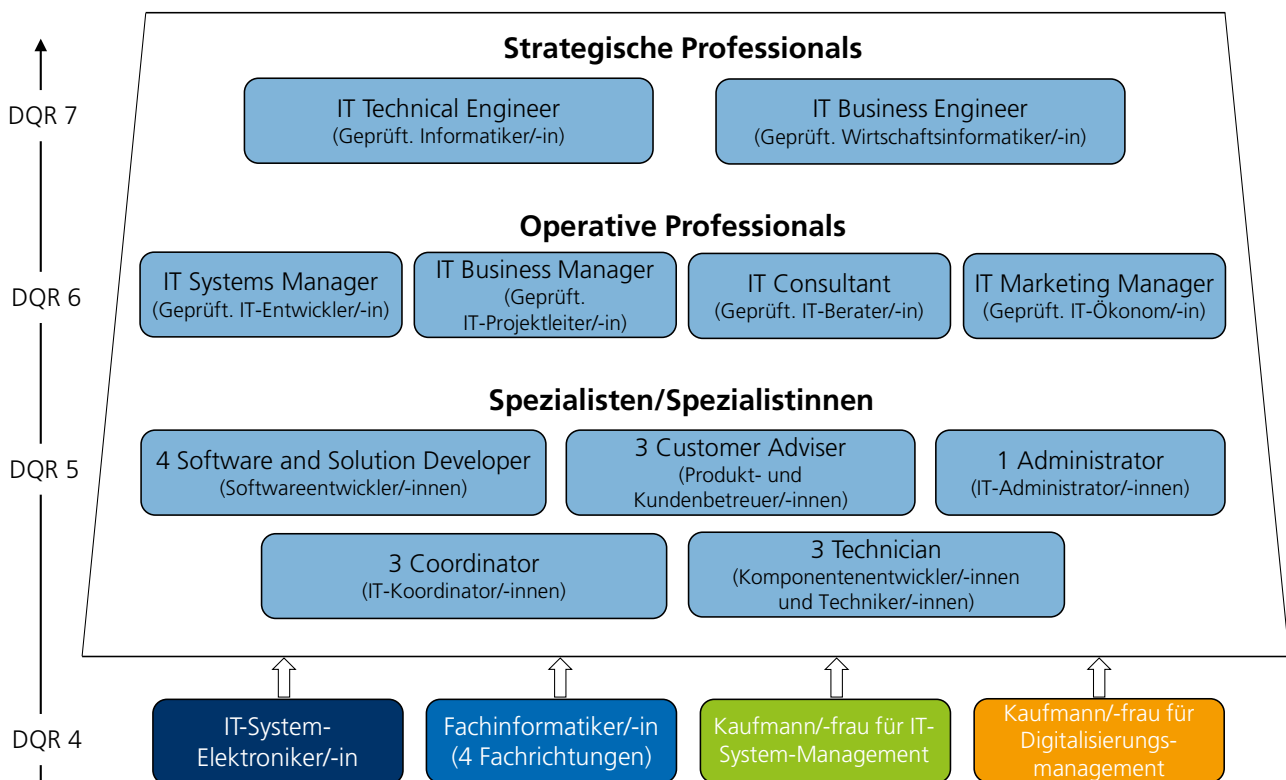 Strategische Professionals
DQR 7
IT Technical Engineer
(Geprüft. Informatiker/-in)
IT Business Engineer
(Geprüft. Wirtschaftsinformatiker/-in)
Operative Professionals
DQR 6
IT Systems Manager
(Geprüft. IT-Entwickler/-in)
IT Business Manager
(Geprüft.
IT-Projektleiter/-in)
IT Consultant
(Geprüft. IT-Berater/-in)
IT Marketing Manager
(Geprüft. IT-Ökonom/-in)
Spezialisten/Spezialistinnen
DQR 5
4 Software and Solution Developer
(Softwareentwickler/-innen)
3 Customer Adviser
(Produkt- und
Kundenbetreuer/-innen)
1 Administrator
(IT-Administrator/-innen)
3 Coordinator
(IT-Koordinator/-innen)
3 Technician
(Komponentenentwickler/-innen
und Techniker/-innen)
DQR 4
IT-System-
Elektroniker/-in
Fachinformatiker/-in
(4 Fachrichtungen)
Kaufmann/-frau für IT-
System-Management
Kaufmann/-frau für
Digitalisierungs-
management